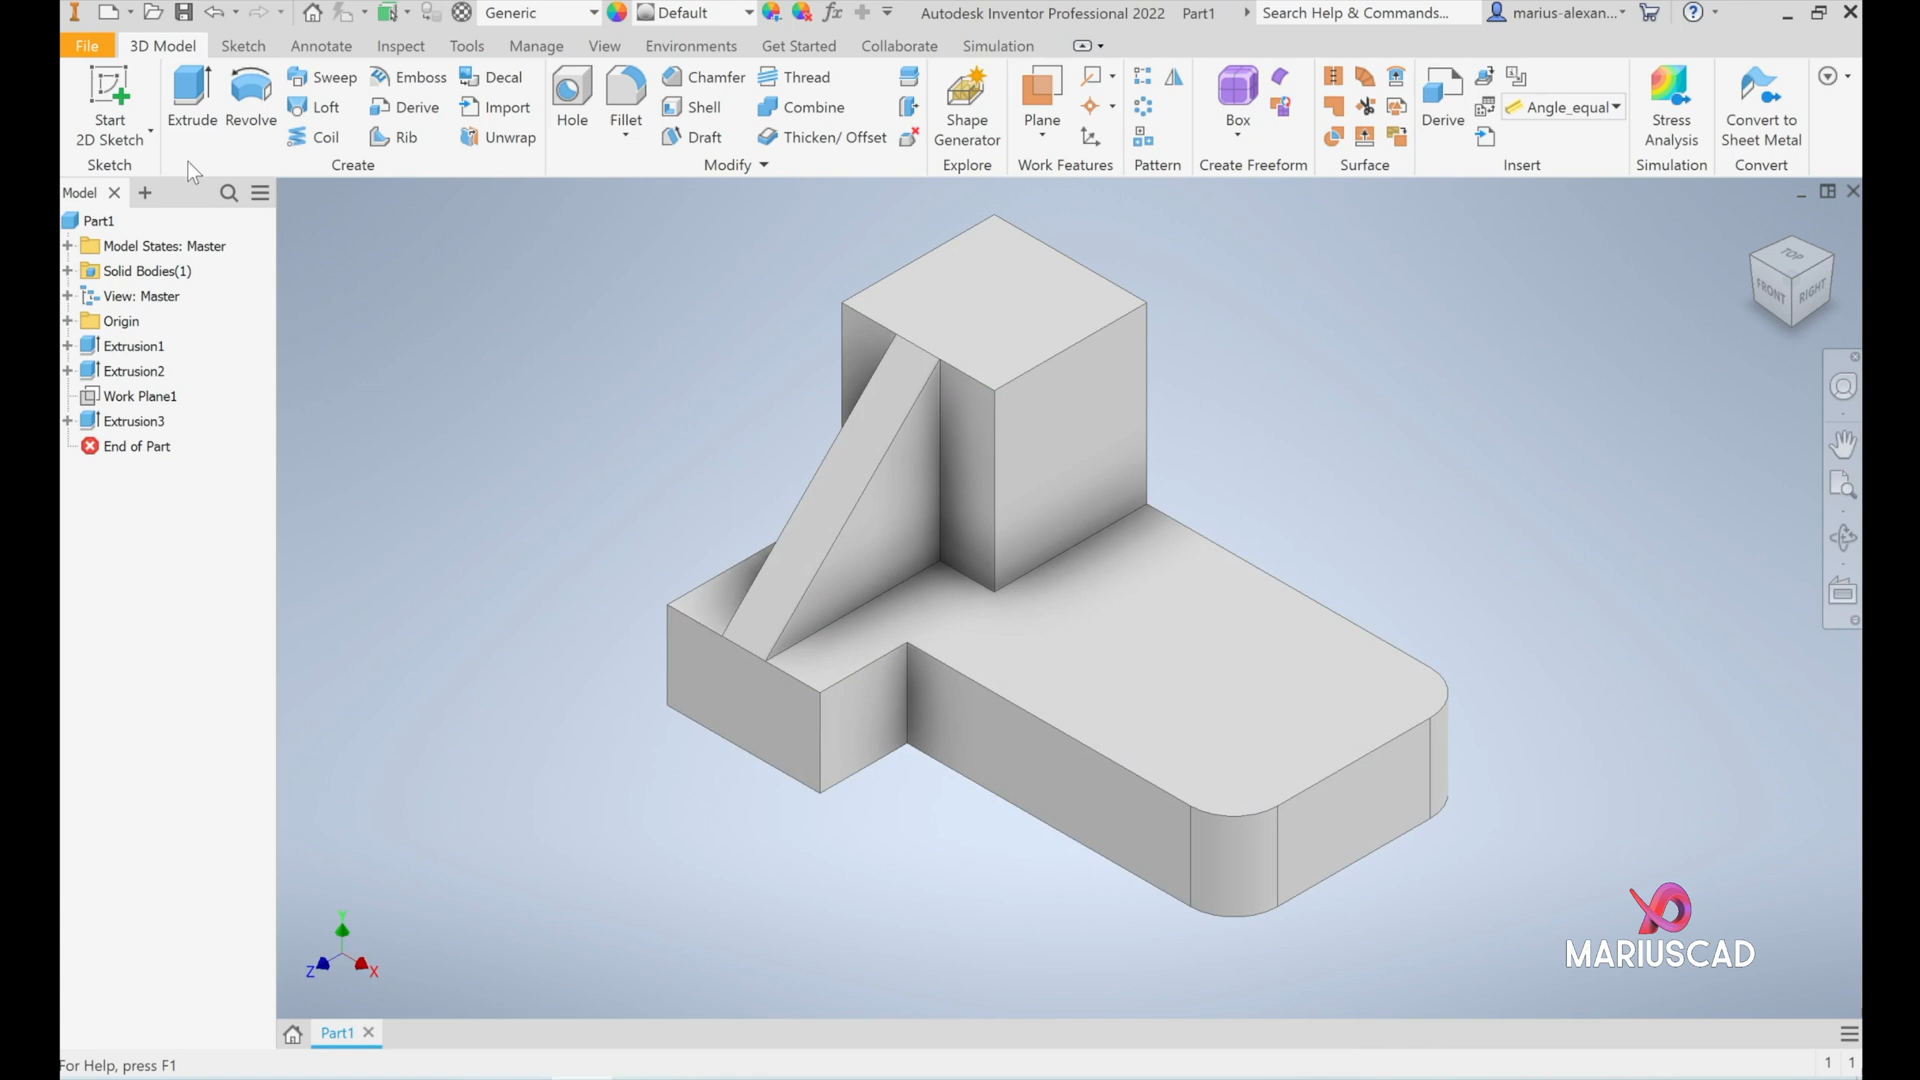 Generic
Default
Autodesk Inventor Professional 2022 Part1
Search Help & Commands...
marius-alexan...
File 3D Model Sketch Annotate Inspect Tools Manage View Environments Get Started Collaborate Simulation
Start
2D Sketch
Extrude
Revolve
Sweep
Loft
Coil
Emboss
Derive
Rib
Decal
Import
Unwrap
Hole
Fillet
Chamfer
Shell
Draft
Thread
Combine
Thicken/ Offset
Shape
Generator
Plane
Box
Derive
Angle_equal
Stress
Analysis
Convert to
Sheet Metal
Sketch Create Modify Explore Work Features Pattern Create Freeform Surface Insert Simulation Convert
Model
Part1
Model States: Master
Solid Bodies(1)
View: Master
Origin
Extrusion1
Extrusion2
Work Plane1
Extrusion3
End of Part
TOP
FRONT
RIGHT
Y
Z
X
MARIUSCAD
Part1
For Help, press F1
1 1